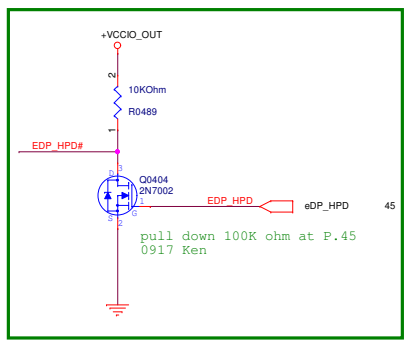 +VCCIO_OUT
2
10KOhm
R0489
1
EDP_HPD#
3
D
Q0404
2N7002
1
EDP_HPD
eDP_HPD
45
G
S
2
pull down 100K ohm at P.45
0917 Ken